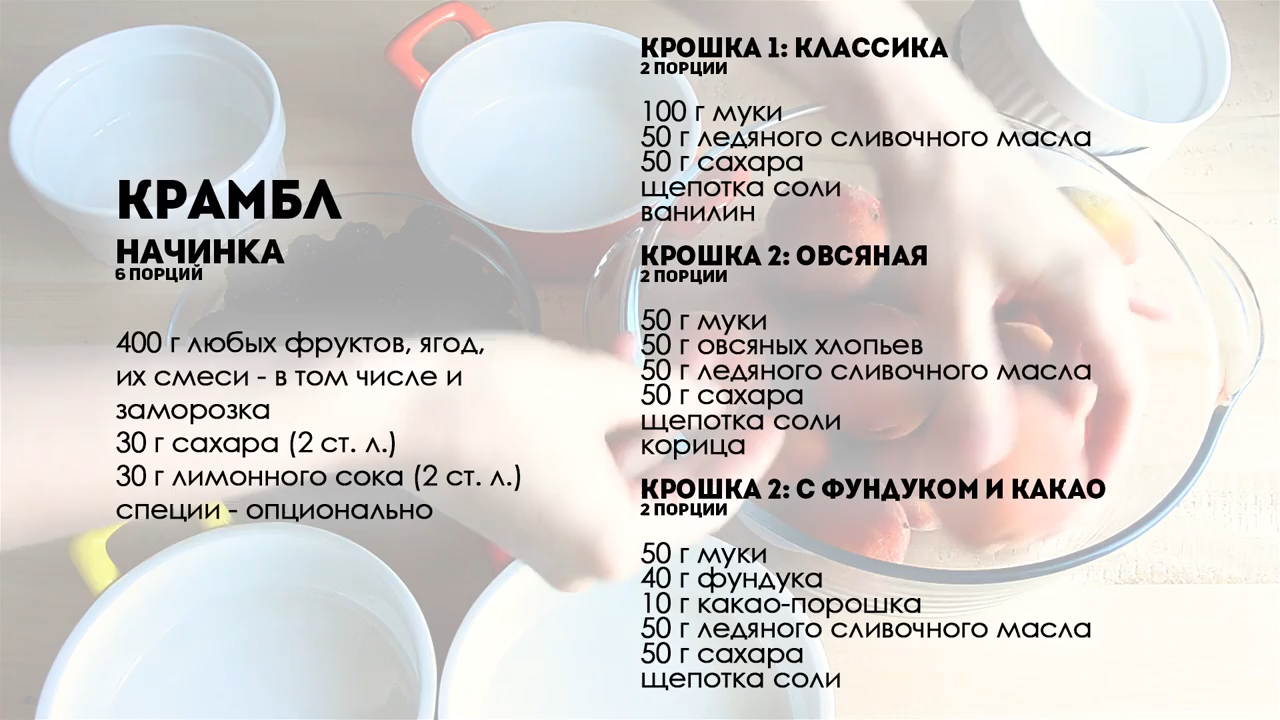 КРАМБЛ
НАЧИНКА
6 ПОРЦИЙ
400 г любых фруктов, ягод,
их смеси - в том числе и
заморозка
30 г сахара (2 ст. л.)
30 г лимонного сока (2 ст. л.)
специи - опционально
КРОШКА 1: КЛАССИКА
2 ПОРЦИИ
100 г муки
50 г ледяного сливочного масла
50 г сахара
щепотка соли
ванилин
КРОШКА 2: ОВСЯНАЯ
2 ПОРЦИИ
50 г муки
50 г овсяных хлопьев
50 г ледяного сливочного масла
50 г сахара
щепотка соли
корица
КРОШКА 2: С ФУНДУКОМ И КАКАО
2 ПОРЦИИ
50 г муки
40 г фундука
10 г какао-порошка
50 г ледяного сливочного масла
50 г сахара
щепотка соли